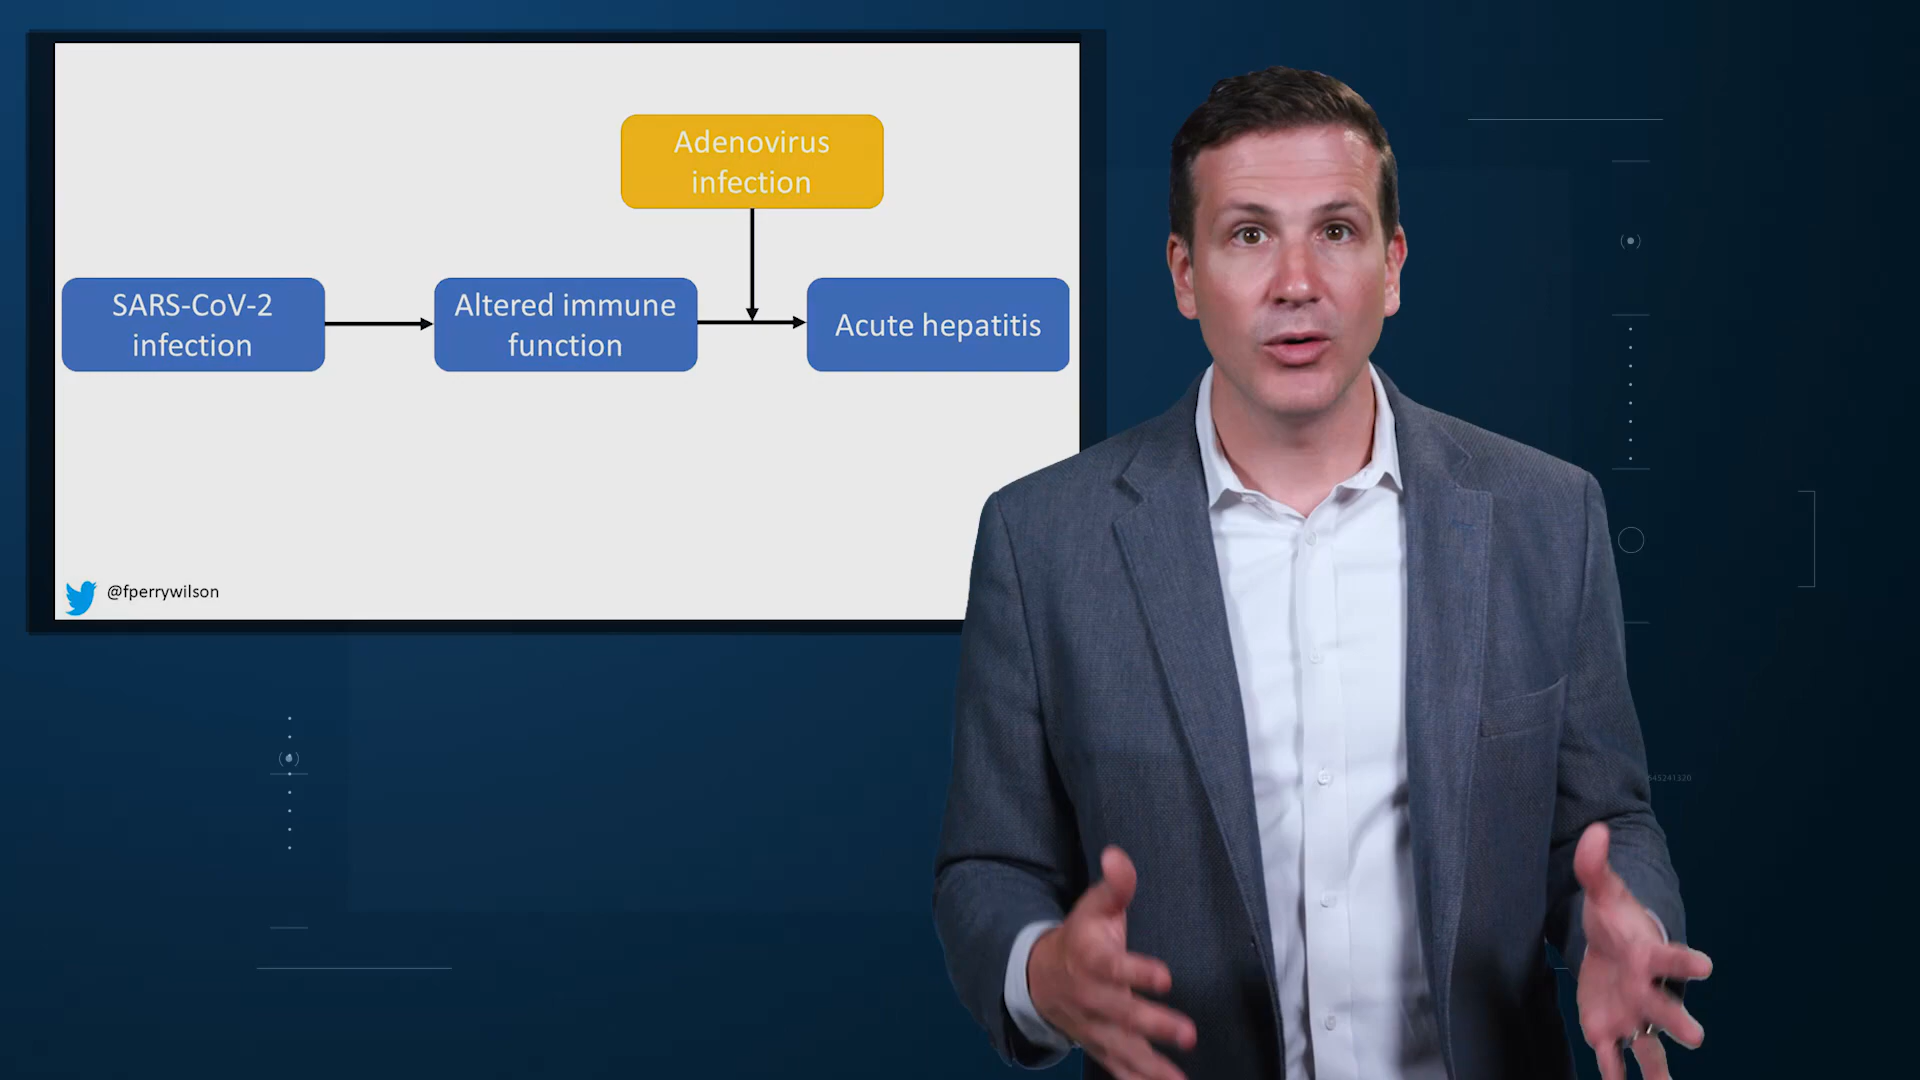 Adenovirus
infection
SARS-CoV-2
infection
Altered immune
function
Acute hepatitis
@fperrywilson